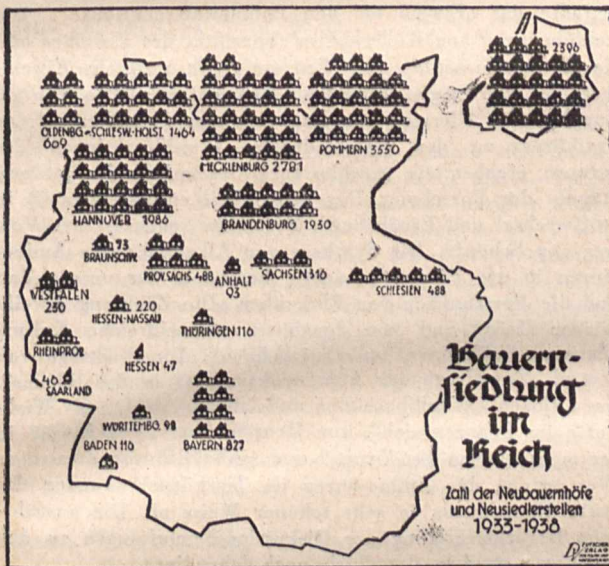 2396
OLDENBG.
609
SCHLESW.-HOLST. 1464
MECKLENBURG 2781
POMMERN 3550
HANNOVER 1986
BRANDENBURG 1930
73
BRAUNSCHW.
PROV.SACHS. 488
ANHALT
93
SACHSEN 310
SCHLESIEN 488
WESTFALEN
230
220
HESSEN-NASSAU
THÜRINGEN 116
RHEINPROV.
HESSEN 47
46
SAARLAND
WÜRTTEMBG. 98
BADEN 116
BAYERN 827
Bauern-
siedlung
im
Reich
Zahl der Neubauernhöfe
und Neusiedlerstellen
1933-1938